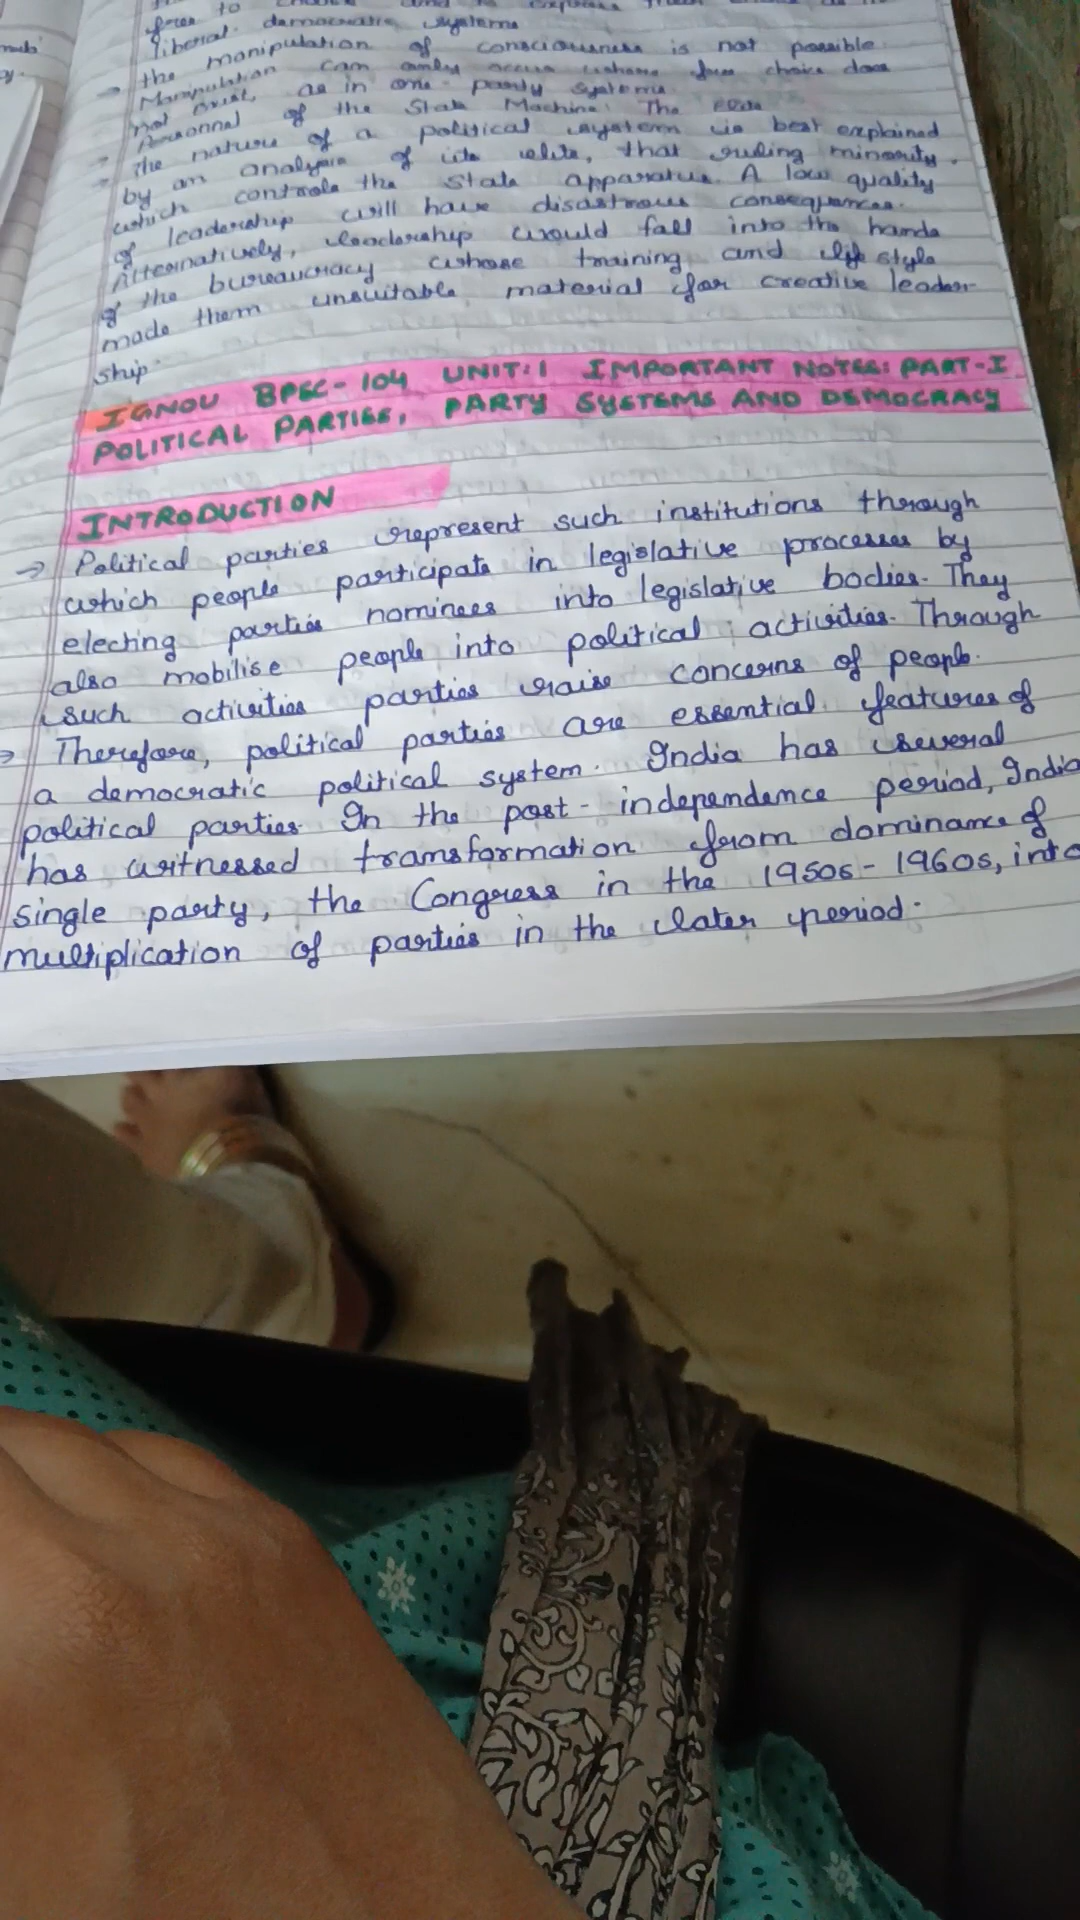 free to
liberal democratic systems
→ the manipulation of consciousness is not possible.
Manipulation can only occur where free choice does
not exist, as in one-party systems.
→ Personnel of the State Machine: The
→ The nature of a political system is best explained
by an analysis of its elite, that ruling minority,
which controls the State apparatus. A low quality
of leadership will have disastrous consequences.
Alternatively, leadership would fall into the hands
of the bureaucracy whose training and life style
made them unsuitable material for creative leader-
ship.
IGNOU BPSC-104 UNIT:1 IMPORTANT NOTES: PART-I
POLITICAL PARTIES, PARTY SYSTEMS AND DEMOCRACY
INTRODUCTION
→ Political parties represent such institutions through
which people participate in legislative processes by
electing parties nominees into legislative bodies. They
also mobilise people into political activities. Through
such activities parties raise concerns of people.
→ Therefore, political parties are essential features of
a democratic political system. India has several
political parties. In the post-independence period, India
has witnessed transformation from dominance of
single party, the Congress in the 1950s-1960s, into
multiplication of parties in the later period.